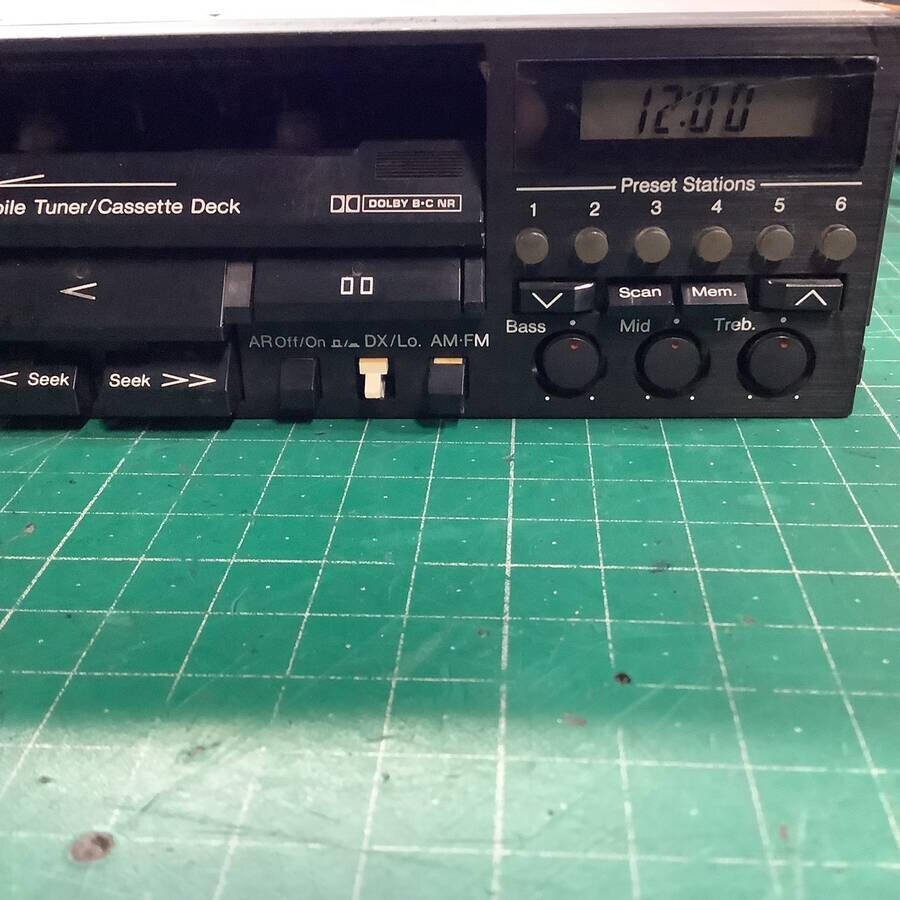 12:00
Preset Stations
1 2 3 4 5 6
bile Tuner/Cassette Deck
DOLBY B·C NR
Scan Mem.
Bass Mid Treb.
AR Off/On DX/Lo. AM·FM
< Seek Seek >>